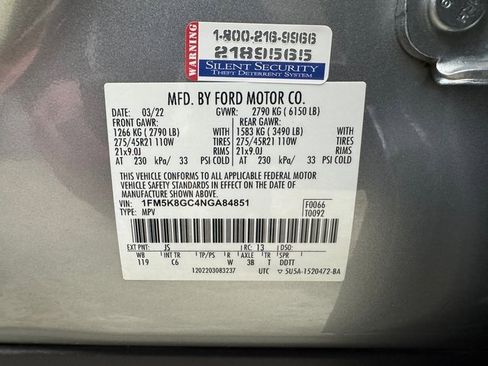 WARNING
1-800-216-9966
21895565
SILENT SECURITY
THEFT DETERRENT SYSTEM
MFD. BY FORD MOTOR CO.
DATE: 03/22 GVWR: 2790 KG ( 6150 LB)
FRONT GAWR: REAR GAWR:
1266 KG ( 2790 LB) WITH 1583 KG ( 3490 LB) WITH
275/45R21 110W TIRES 275/45R21 110W TIRES
21x9.0J RIMS 21x9.0J RIMS
AT 230 kPa/ 33 PSI COLD AT 230 kPa/ 33 PSI COLD
THIS VEHICLE CONFORMS TO ALL APPLICABLE FEDERAL MOTOR
VEHICLE SAFETY STANDARDS IN EFFECT ON THE DATE OF
MANUFACTURE SHOWN ABOVE.
VIN: 1FM5K8GC4NGA84851 F0066
TYPE: MPV T0092
EXT PNT: JS RC: 13 DSO:
WB INT TR TP/PS R AXLE TR SPR
119 C6 W 3B T DDTT
1202203083237 UTC ▽ 5U5A-1520472-BA